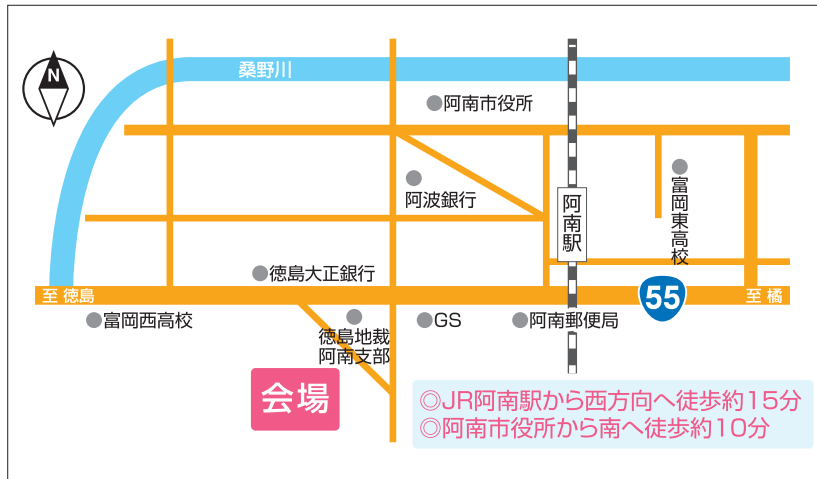 N
桑野川
阿南市役所
阿波銀行
阿南駅
富岡東高校
徳島大正銀行
至 徳島
55
至 橘
富岡西高校
徳島地裁
阿南支部
GS
阿南郵便局
会場
◎JR阿南駅から西方向へ徒歩約15分
◎阿南市役所から南へ徒歩約10分